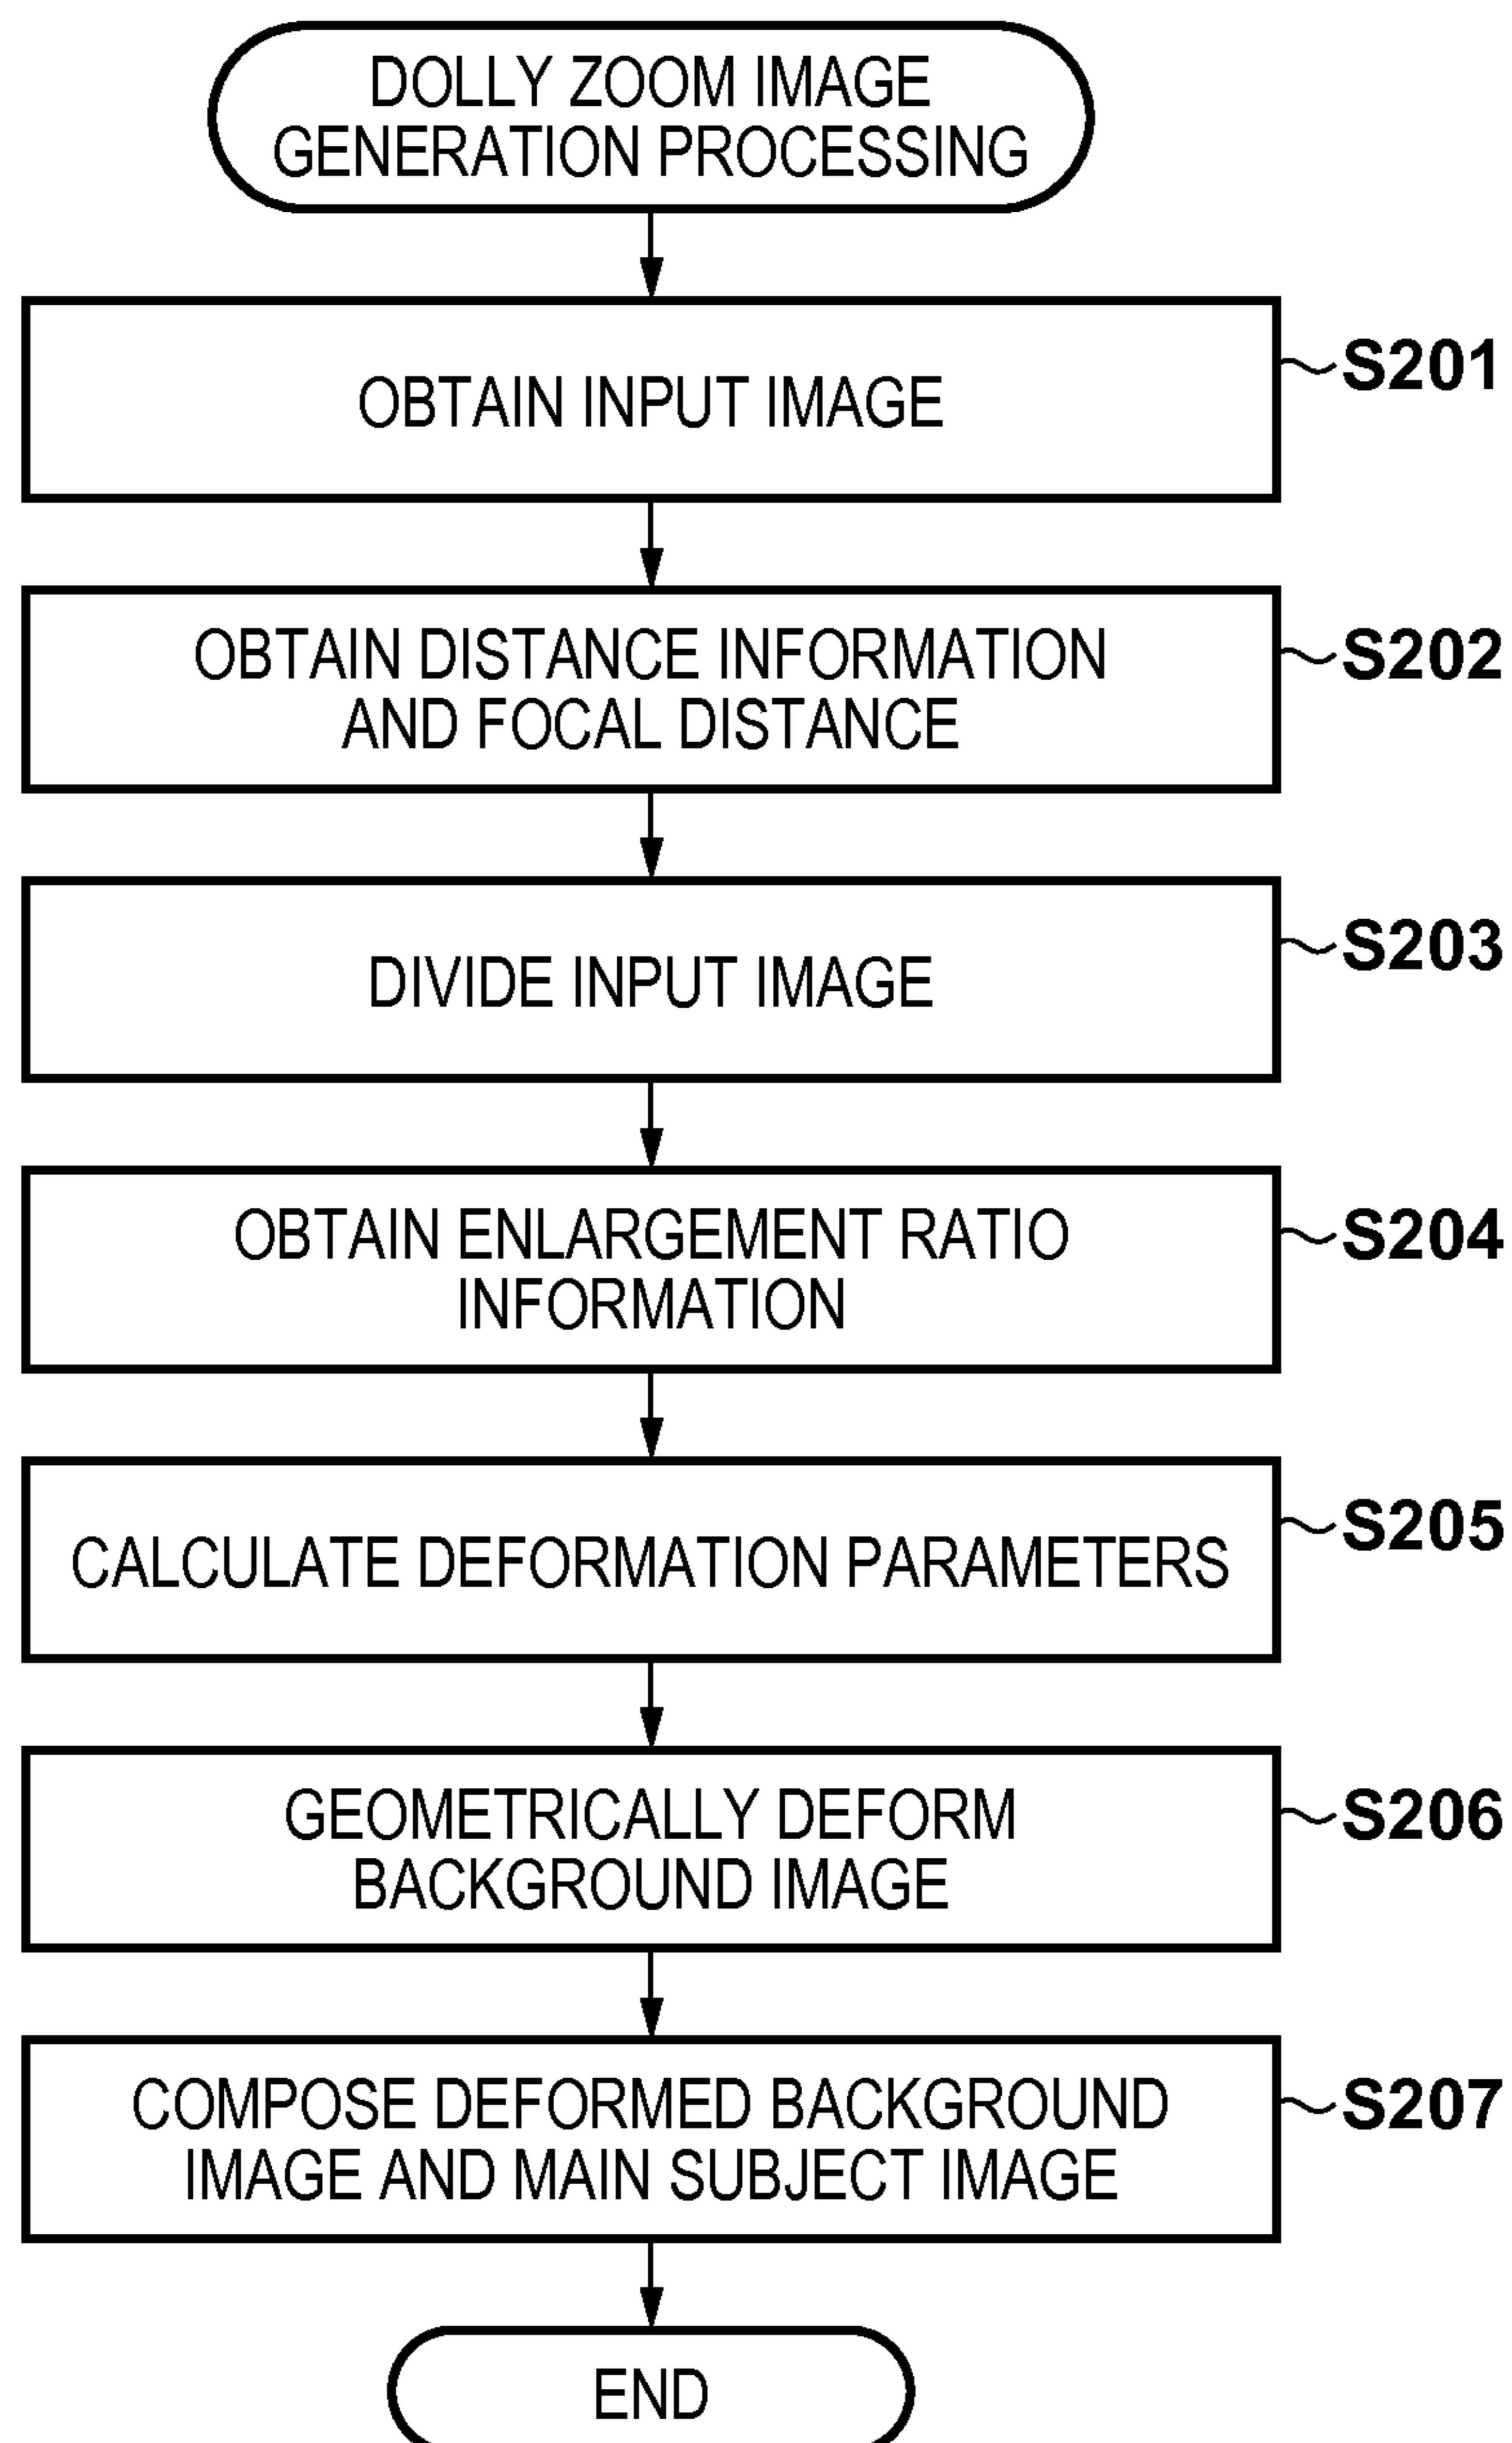 DOLLY ZOOM IMAGE
GENERATION PROCESSING
OBTAIN INPUT IMAGE
S201
OBTAIN DISTANCE INFORMATION
AND FOCAL DISTANCE
S202
DIVIDE INPUT IMAGE
S203
OBTAIN ENLARGEMENT RATIO
INFORMATION
S204
CALCULATE DEFORMATION PARAMETERS
S205
GEOMETRICALLY DEFORM
BACKGROUND IMAGE
S206
COMPOSE DEFORMED BACKGROUND
IMAGE AND MAIN SUBJECT IMAGE
S207
END